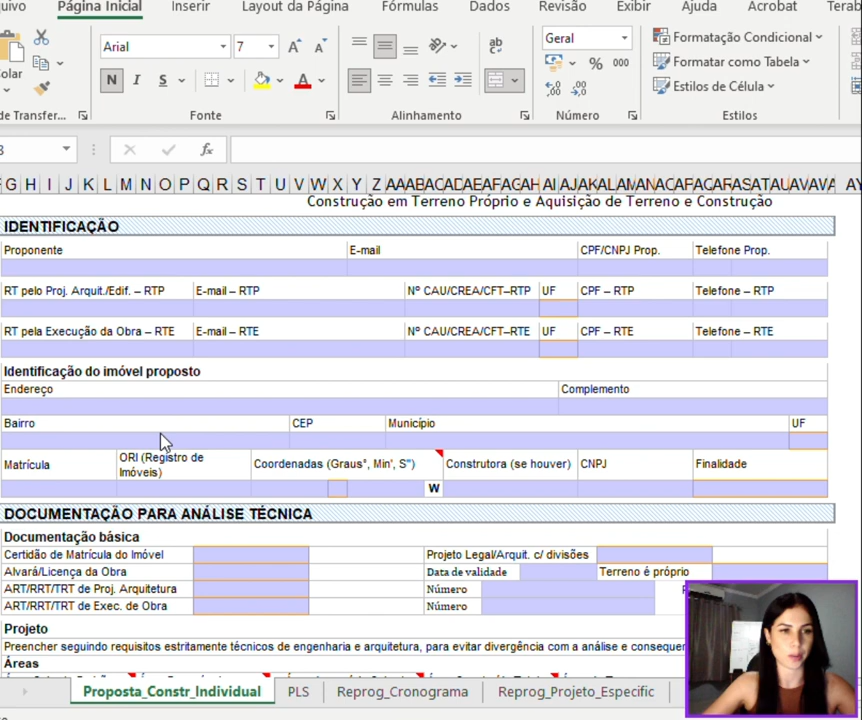 quivo Página Inicial Inserir Layout da Página Fórmulas Dados Revisão Exibir Ajuda Acrobat Terab
Arial 7 A A ab Geral Formatação Condicional
olar N I S A % 000 Formatar como Tabela
Estilos de Célula
de Transfer... Fonte Alinhamento Número Estilos
3 fx
G H I J K L M N O P Q R S T U V W X Y Z AA AB AC AD AE AF AG AH AI AJ AK AL AM AN AO AP AQ AR AS AT AU AV AV AY
Construção em Terreno Próprio e Aquisição de Terreno e Construção
IDENTIFICAÇÃO
Proponente E-mail CPF/CNPJ Prop. Telefone Prop.
RT pelo Proj. Arquit./Edif. – RTP E-mail – RTP Nº CAU/CREA/CFT–RTP UF CPF – RTP Telefone – RTP
RT pela Execução da Obra – RTE E-mail – RTE Nº CAU/CREA/CFT–RTE UF CPF – RTE Telefone – RTE
Identificação do imóvel proposto
Endereço Complemento
Bairro CEP Município UF
Matrícula ORI (Registro de Imóveis) Coordenadas (Graus°, Min', S") Construtora (se houver) CNPJ Finalidade
W
DOCUMENTAÇÃO PARA ANÁLISE TÉCNICA
Documentação básica
Certidão de Matrícula do Imóvel Projeto Legal/Arquit. c/ divisões
Alvará/Licença da Obra Data de validade Terreno é próprio
ART/RRT/TRT de Proj. Arquitetura Número
ART/RRT/TRT de Exec. de Obra Número
Projeto
Preencher seguindo requisitos estritamente técnicos de engenharia e arquitetura, para evitar divergência com a análise e consequen
Áreas
Proposta_Constr_Individual PLS Reprog_Cronograma Reprog_Projeto_Especific